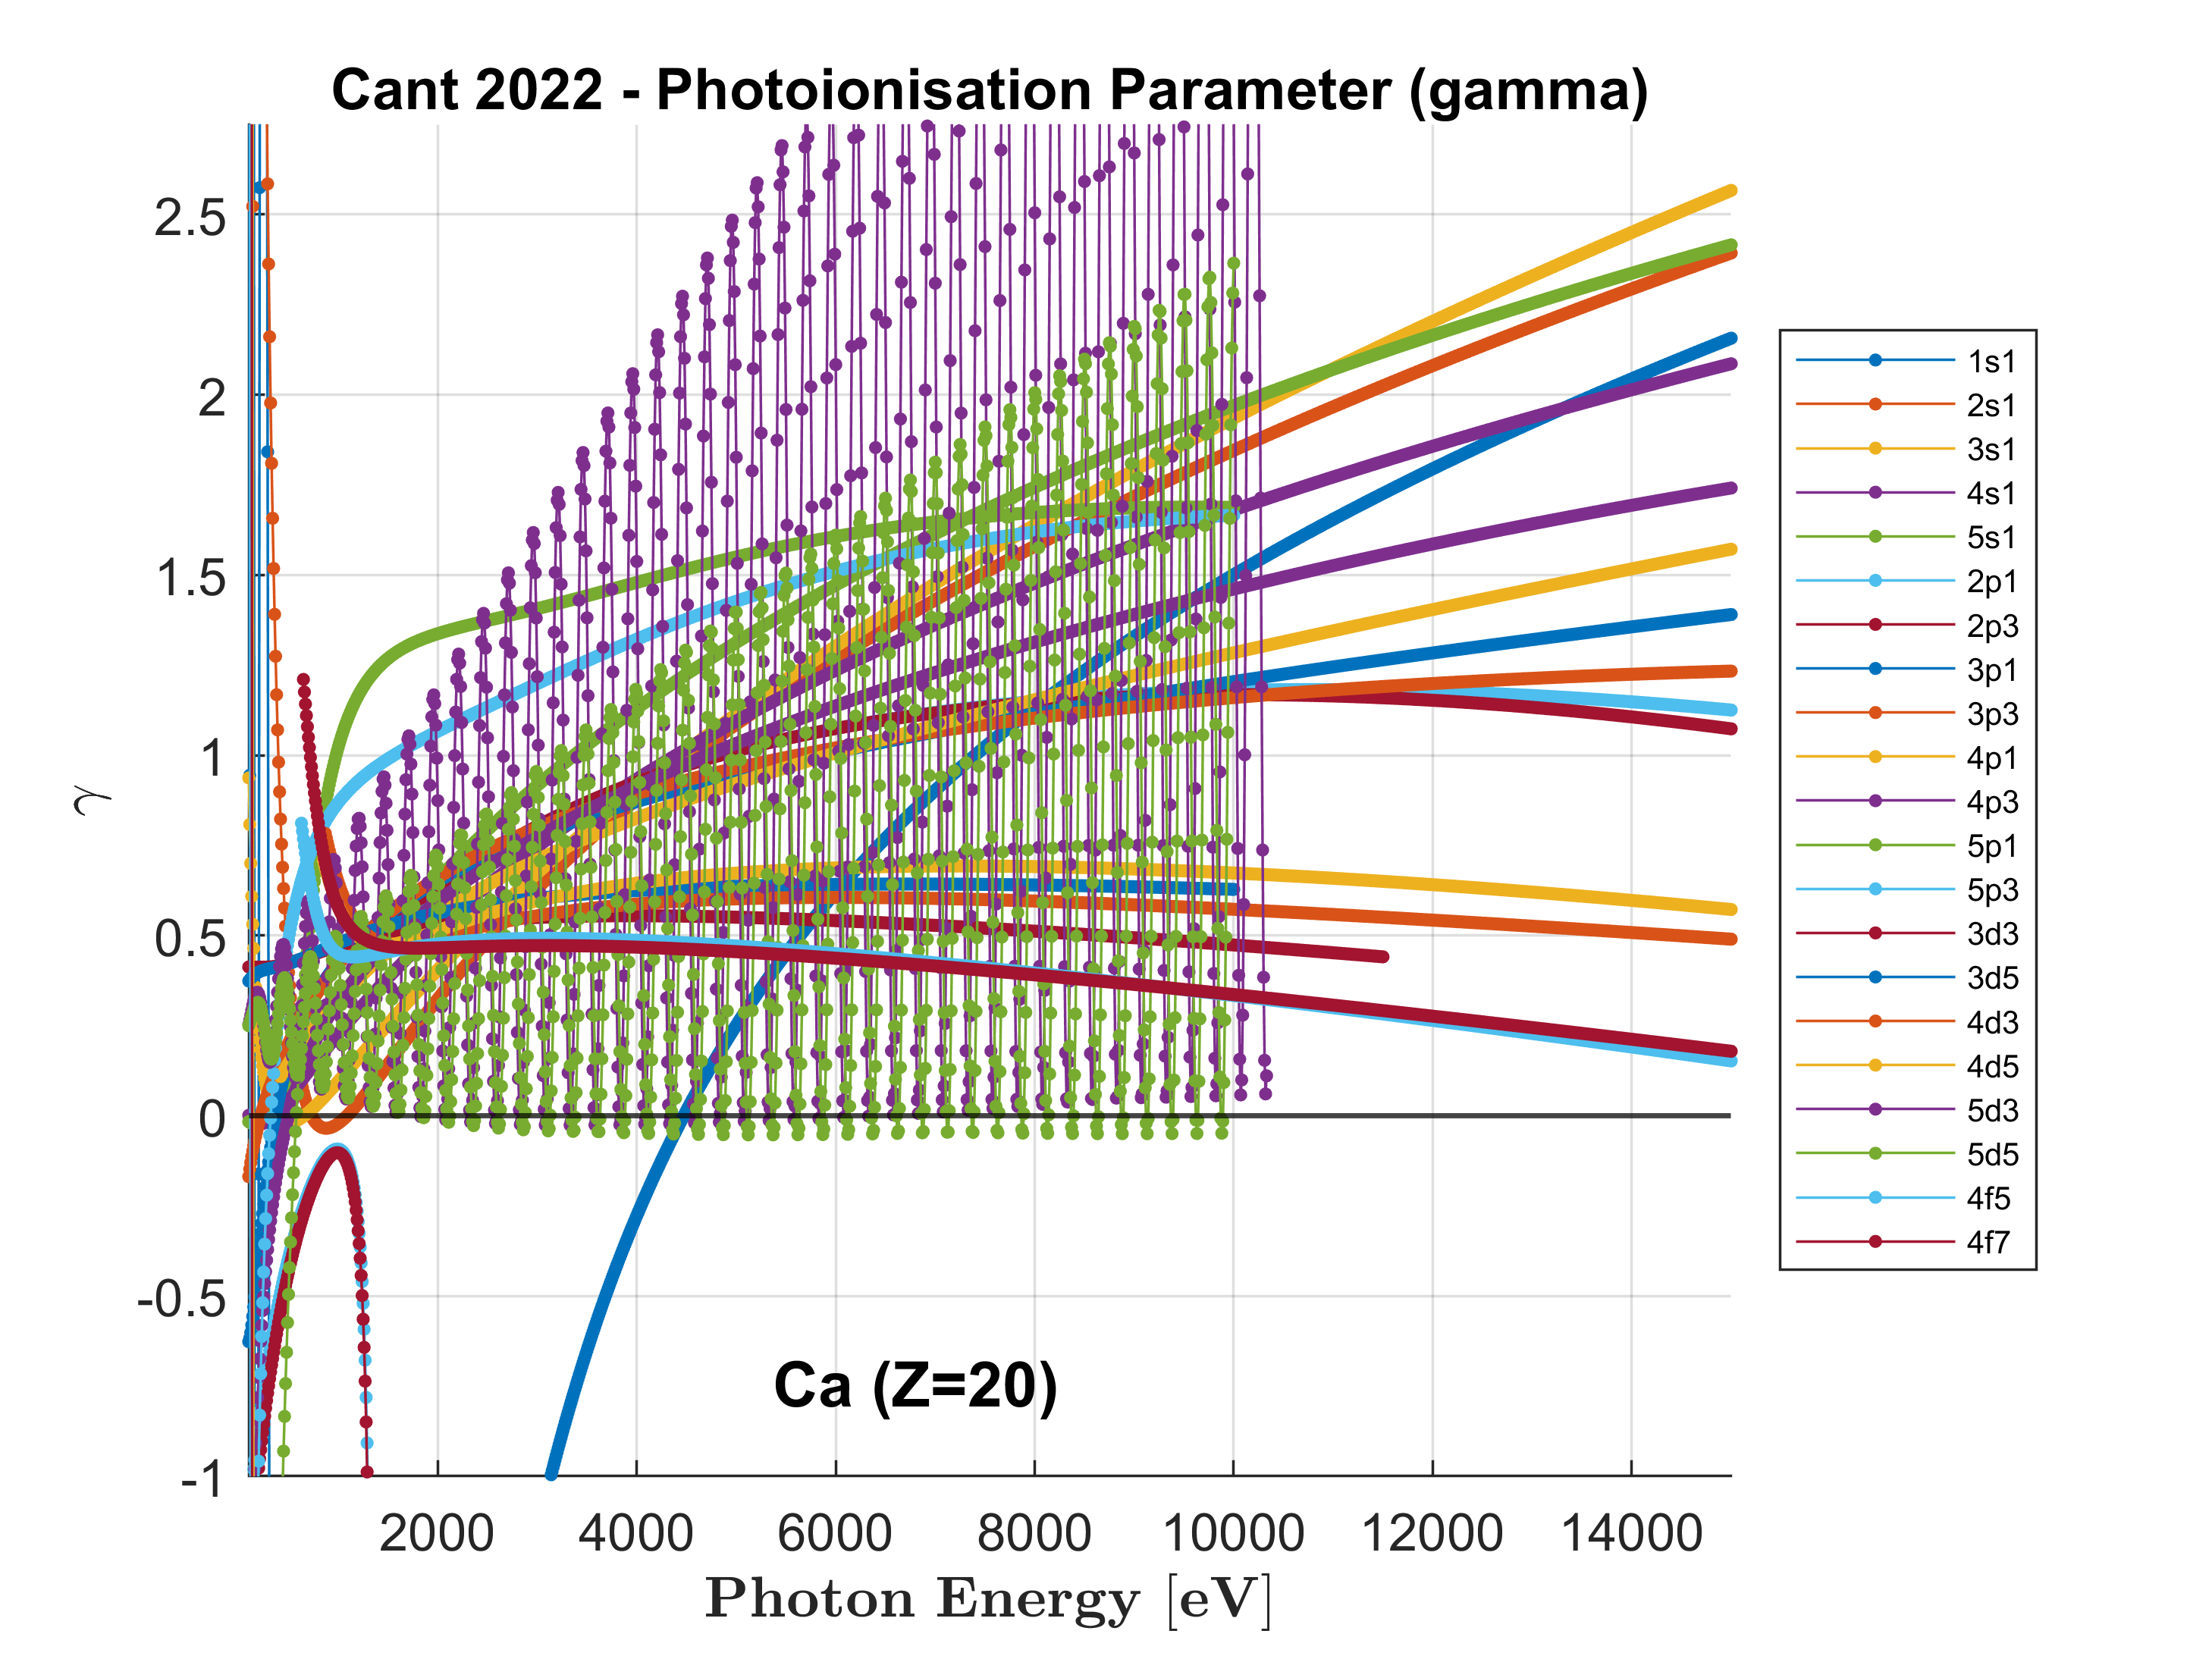 Cant 2022 - Photoionisation Parameter (gamma)
2.5
2
1.5
1
0.5
0
-0.5
-1
γ
Ca (Z=20)
2000 4000 6000 8000 10000 12000 14000
Photon Energy [eV]
1s1
2s1
3s1
4s1
5s1
2p1
2p3
3p1
3p3
4p1
4p3
5p1
5p3
3d3
3d5
4d3
4d5
5d3
5d5
4f5
4f7